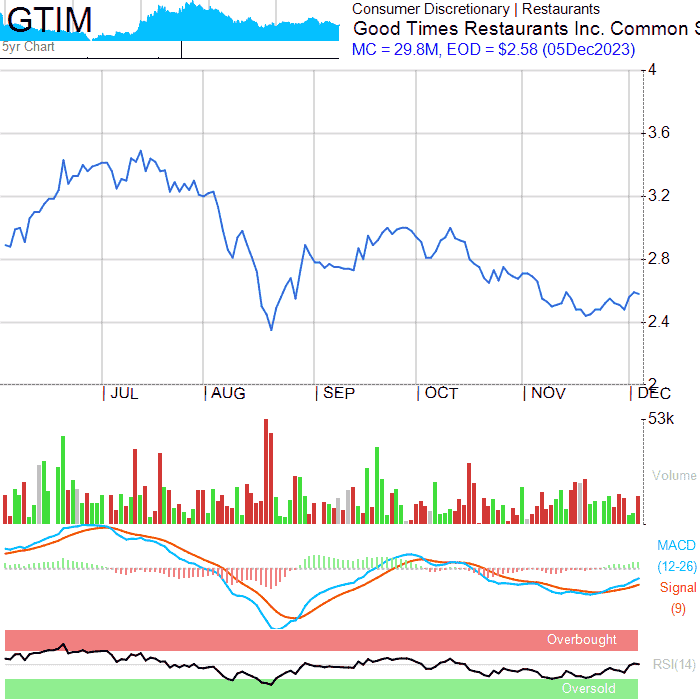 GTIM
5yr Chart
Consumer Discretionary | Restaurants
Good Times Restaurants Inc. Common S
MC = 29.8M, EOD = $2.58 (05Dec2023)
4
3.6
3.2
2.8
2.4
2
JUL AUG SEP OCT NOV DEC
53k
Volume
MACD
(12-26)
Signal
(9)
Overbought
RSI(14)
Oversold